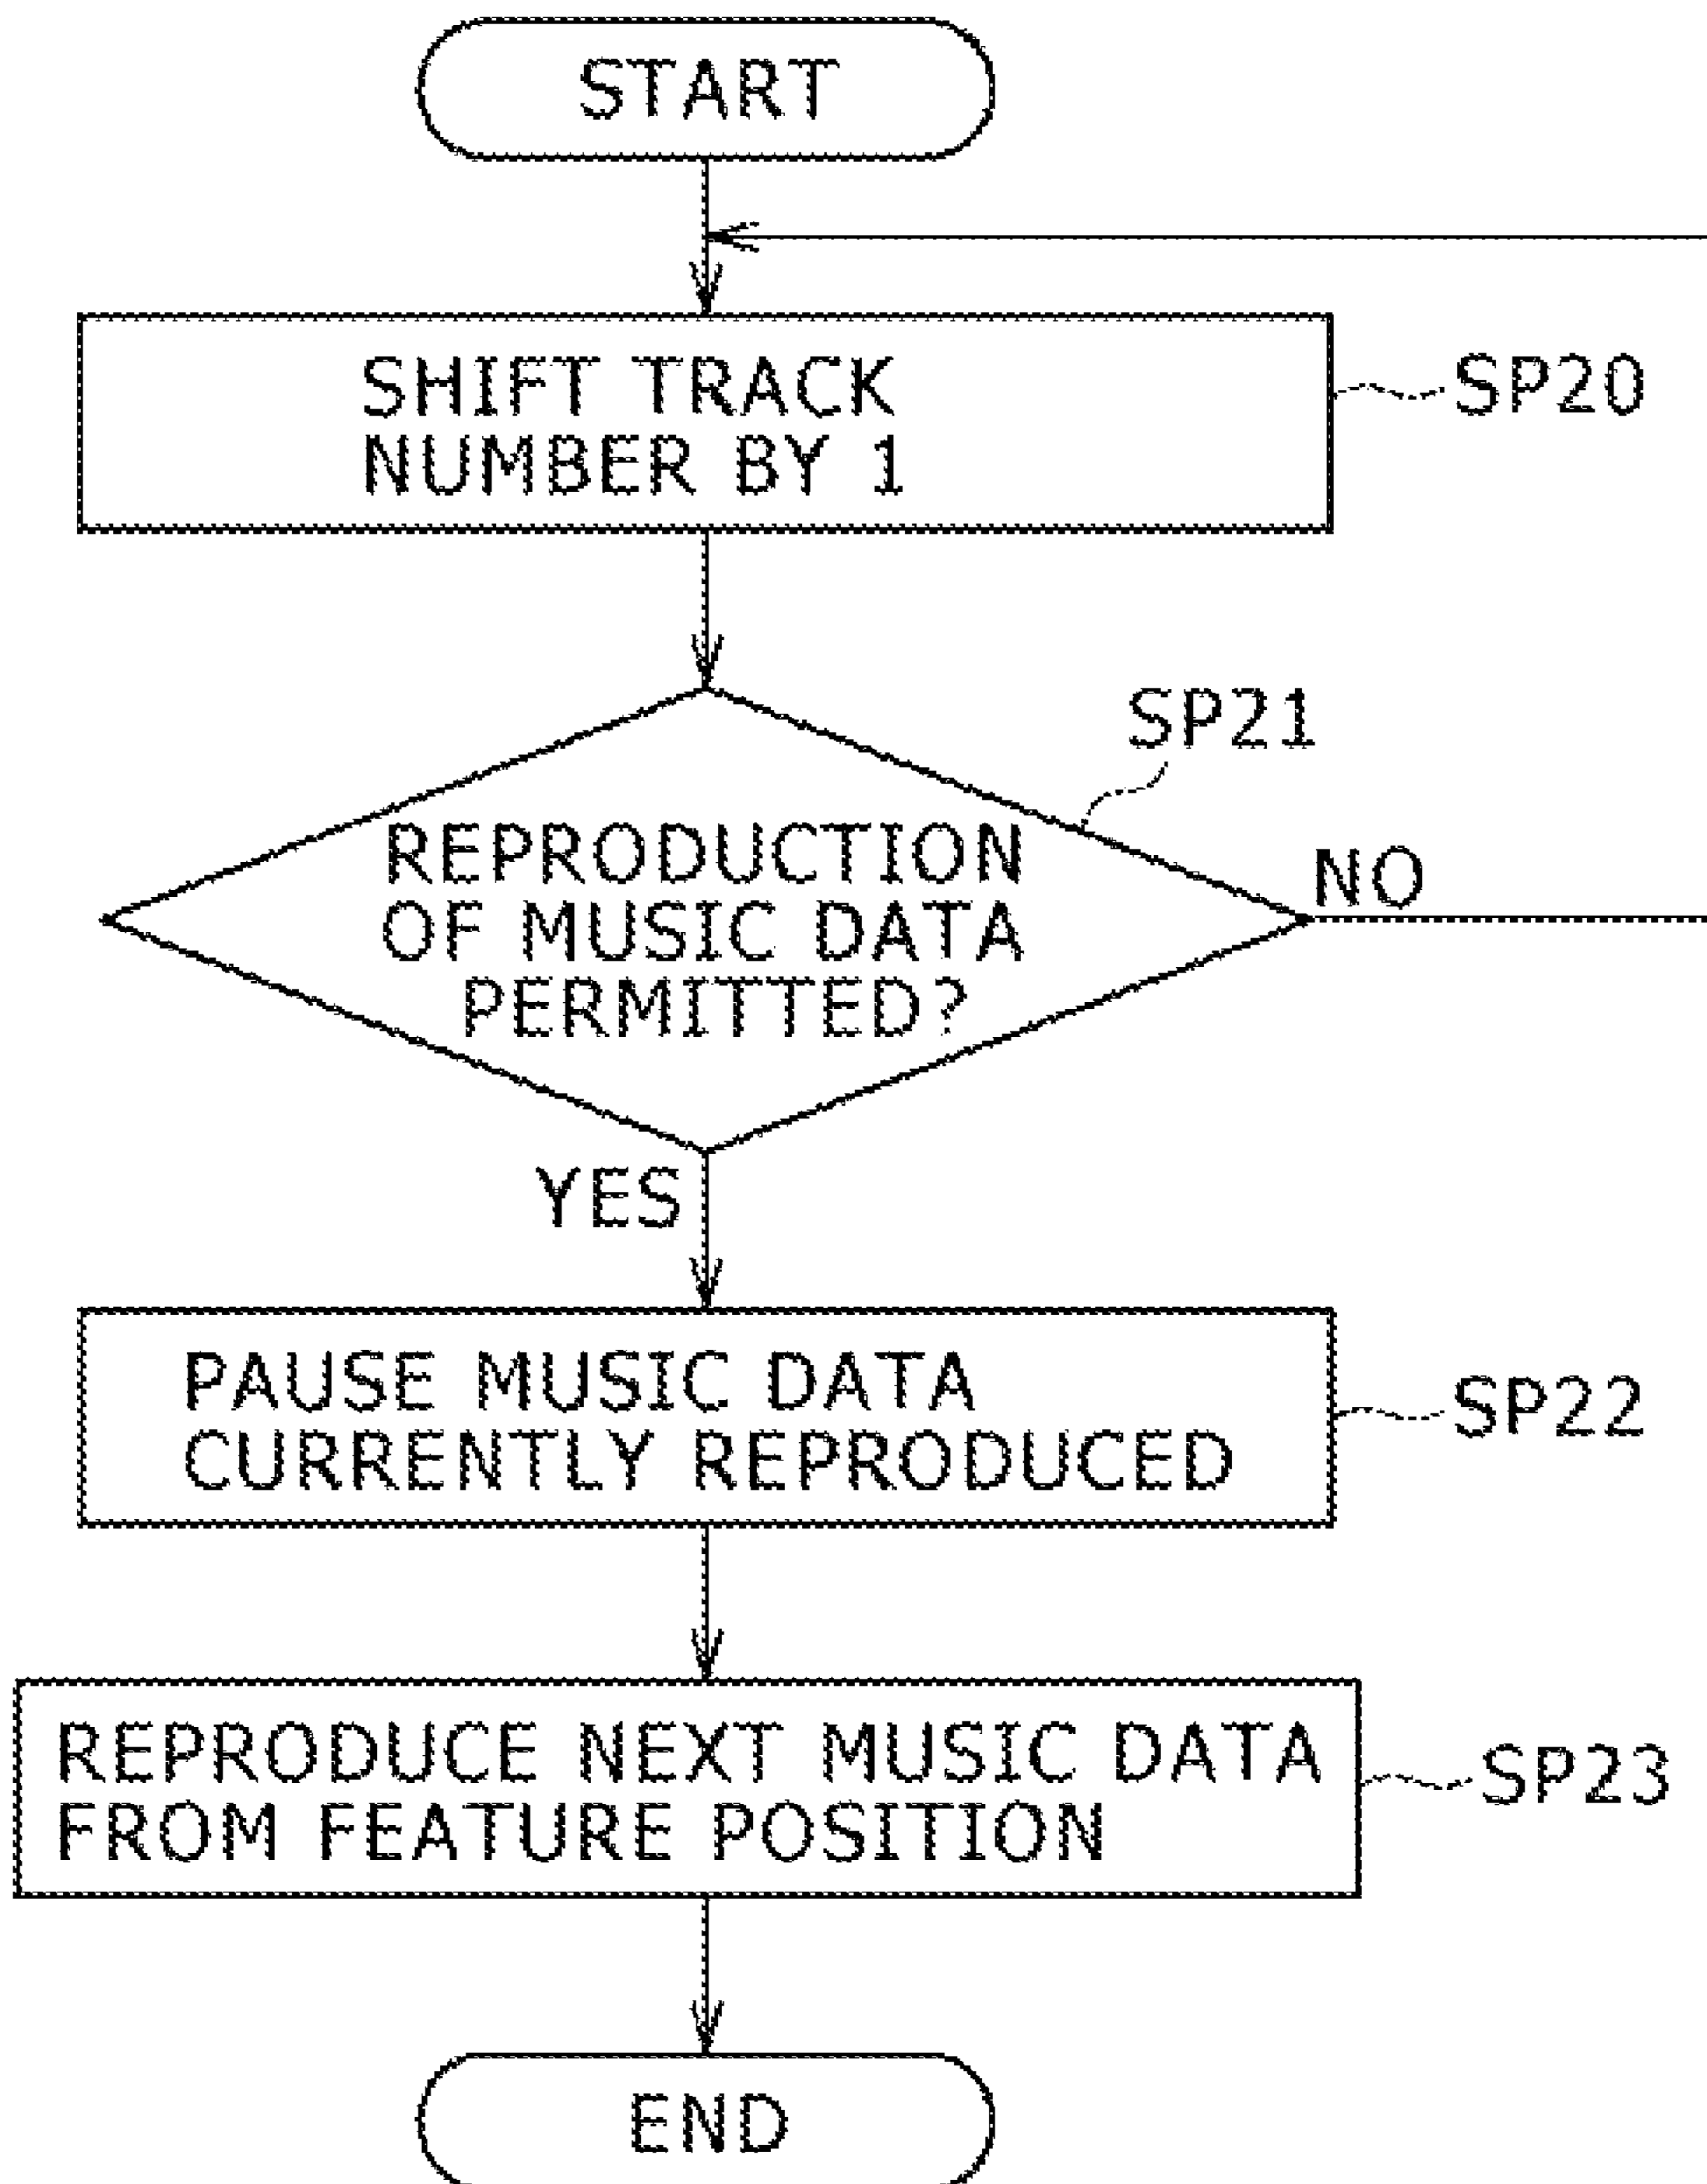 START
SHIFT TRACK
NUMBER BY 1
SP20
SP21
REPRODUCTION
OF MUSIC DATA
PERMITTED?
NO
YES
PAUSE MUSIC DATA
CURRENTLY REPRODUCED
SP22
REPRODUCE NEXT MUSIC DATA
FROM FEATURE POSITION
SP23
END